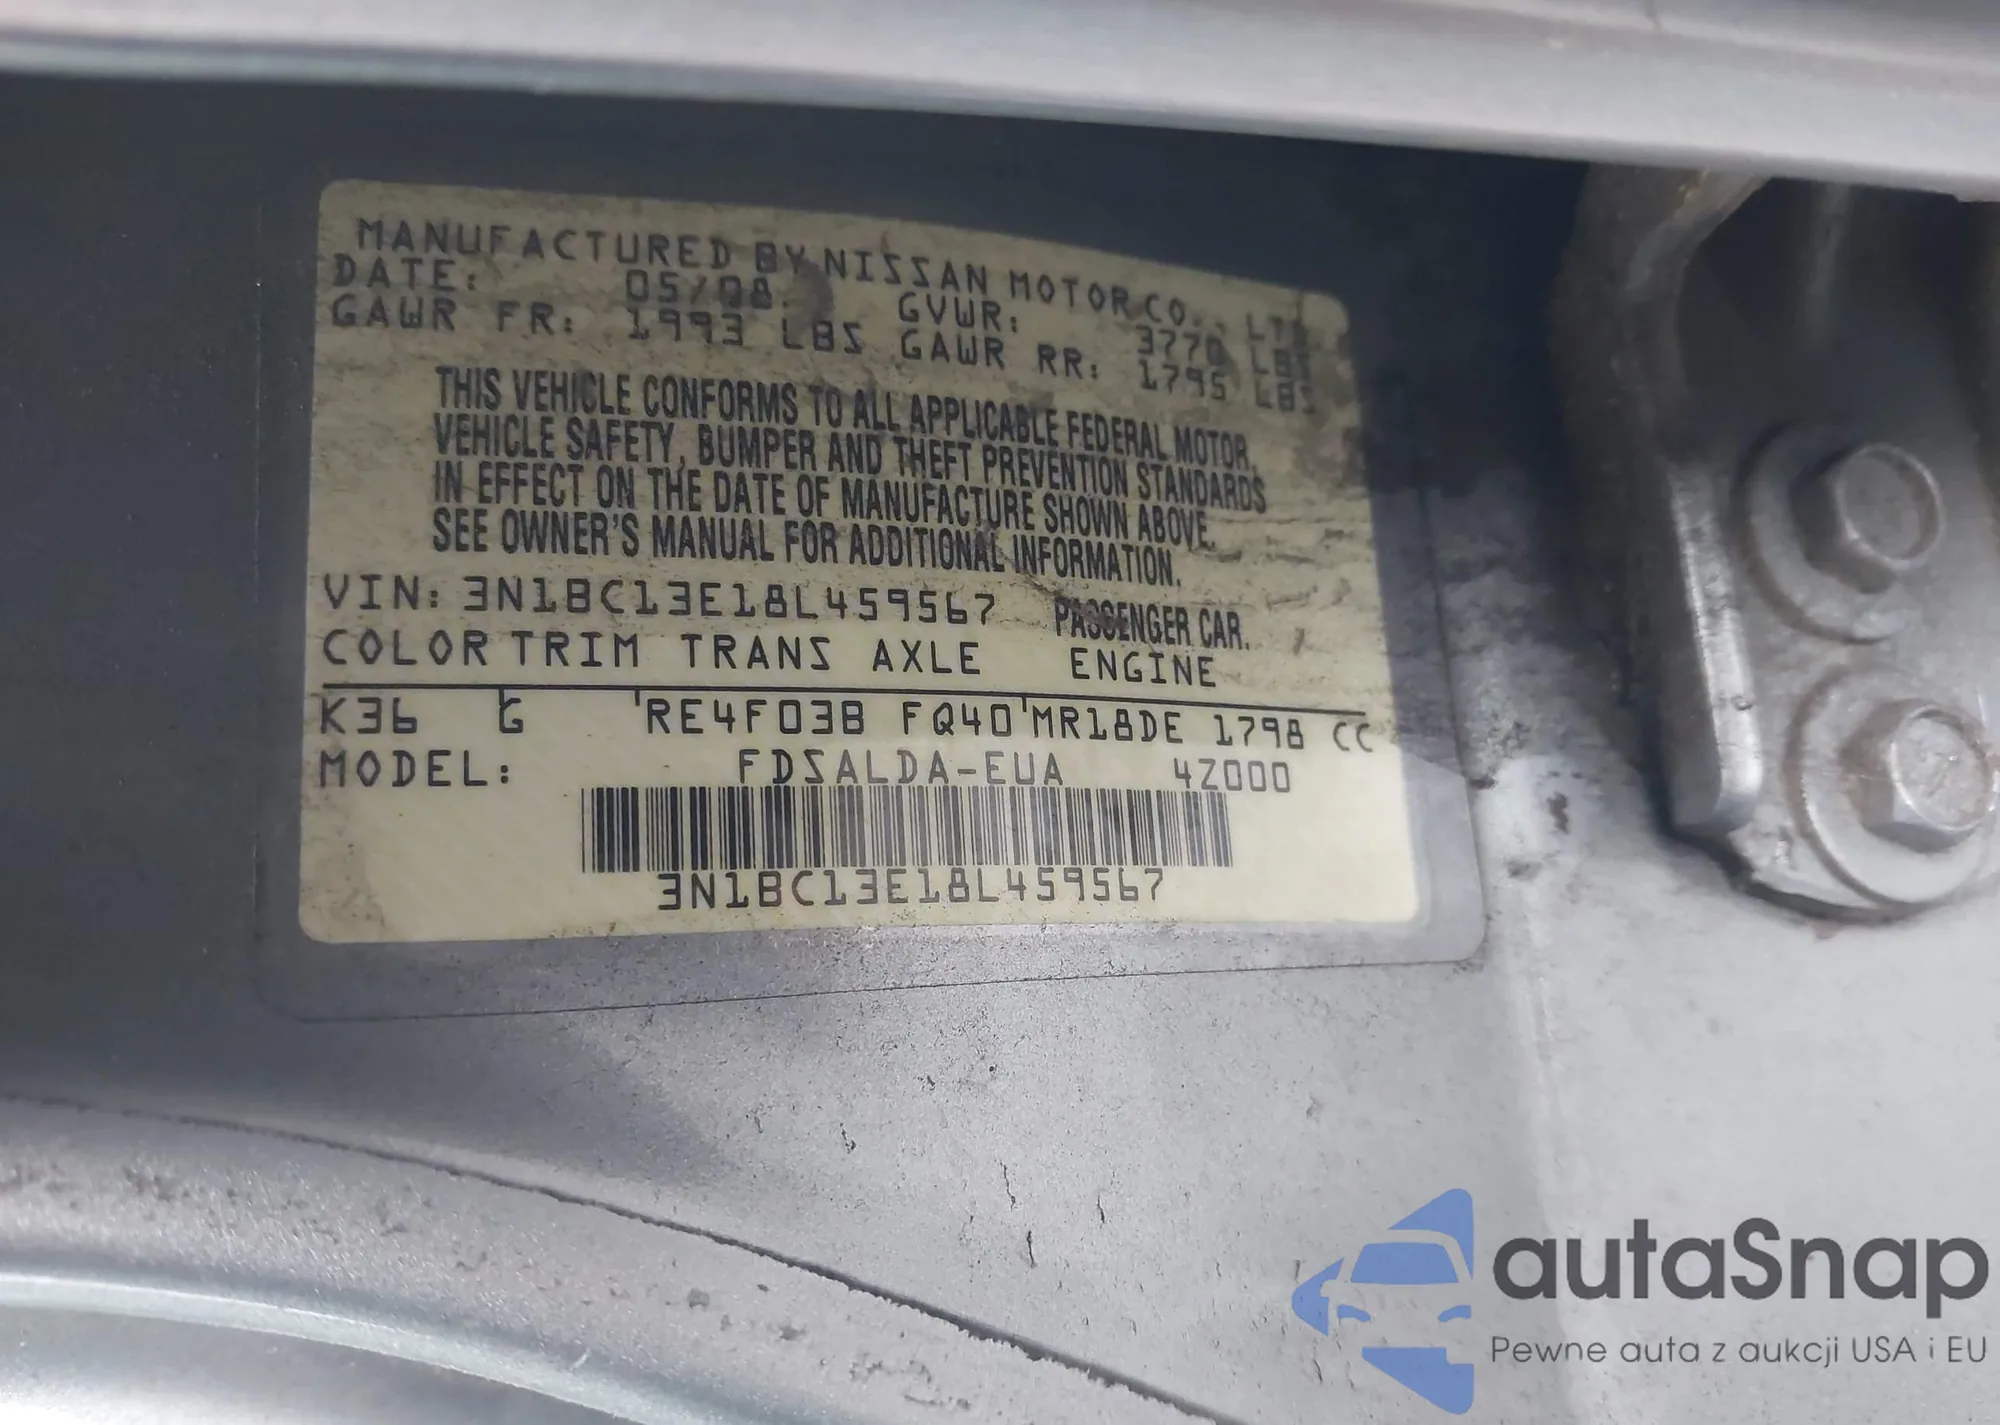 MANUFACTURED BY NISSAN MOTOR CO., LTD
DATE: 05/08 GVWR: 3770 LBS
GAWR FR: 1993 LBS GAWR RR: 1795 LBS
THIS VEHICLE CONFORMS TO ALL APPLICABLE FEDERAL MOTOR
VEHICLE SAFETY, BUMPER AND THEFT PREVENTION STANDARDS
IN EFFECT ON THE DATE OF MANUFACTURE SHOWN ABOVE.
SEE OWNER'S MANUAL FOR ADDITIONAL INFORMATION.
VIN: 3N1BC13E18L459567 PASSENGER CAR.
COLOR TRIM TRANS AXLE ENGINE
K36 G RE4F03B FQ40 MR18DE 1798 CC
MODEL: FDSALDA-EUA 4Z000
3N1BC13E18L459567
autaSnap
Pewne auta z aukcji USA i EU